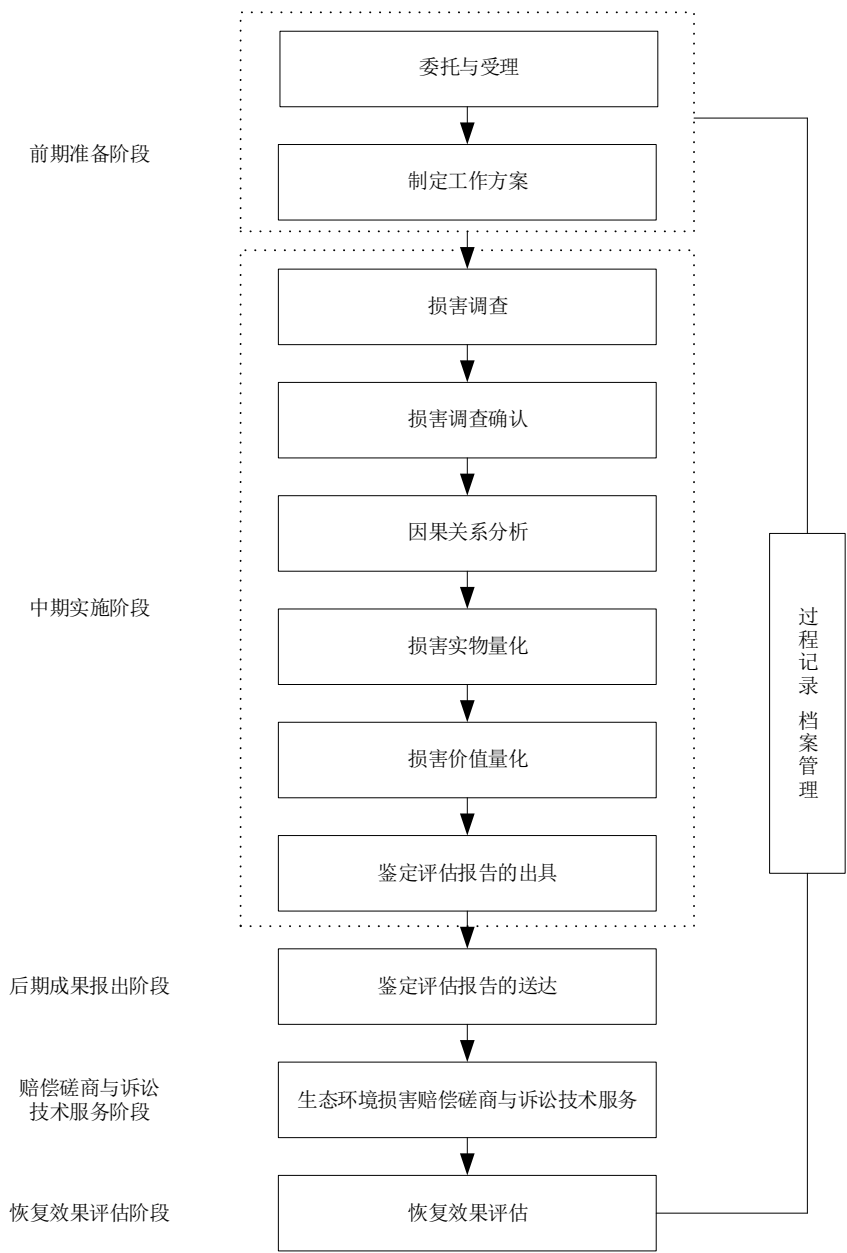 委托与受理
前期准备阶段
制定工作方案
损害调查
损害调查确认
因果关系分析
中期实施阶段
损害实物量化
损害价值量化
鉴定评估报告的出具
过程记录 档案管理
后期成果报出阶段
鉴定评估报告的送达
赔偿磋商与诉讼
技术服务阶段
生态环境损害赔偿磋商与诉讼技术服务
恢复效果评估阶段
恢复效果评估